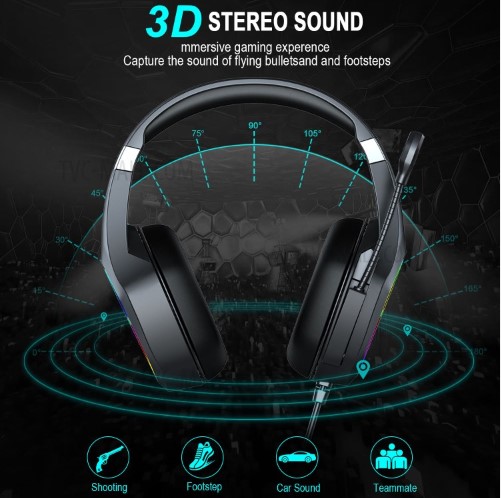 3D STEREO SOUND
mmersive gaming experence
Capture the sound of flying bulletsand and footsteps
90°
75° 105°
45°
30° 150°
165°
0°
Shooting Footstep Car Sound Teammate